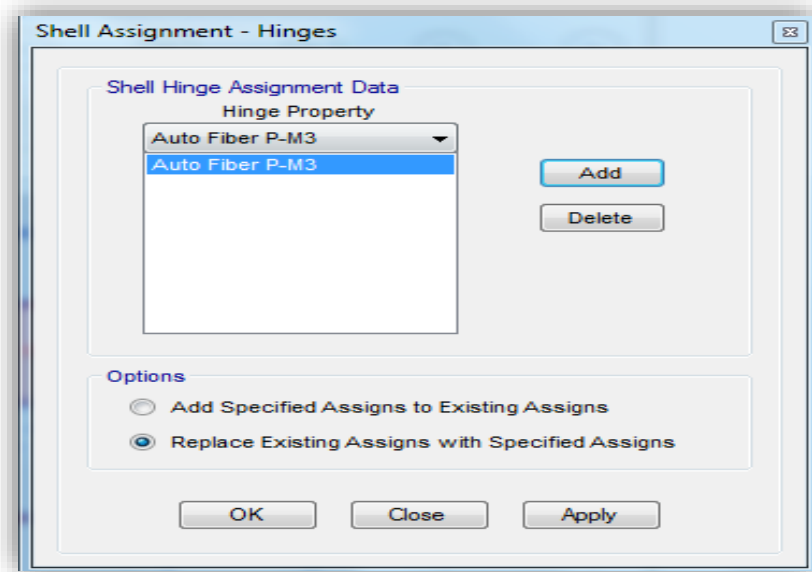 Shell Assignment - Hinges
Shell Hinge Assignment Data
Hinge Property
Auto Fiber P-M3
Auto Fiber P-M3
Add
Delete
Options
Add Specified Assigns to Existing Assigns
Replace Existing Assigns with Specified Assigns
OK Close Apply